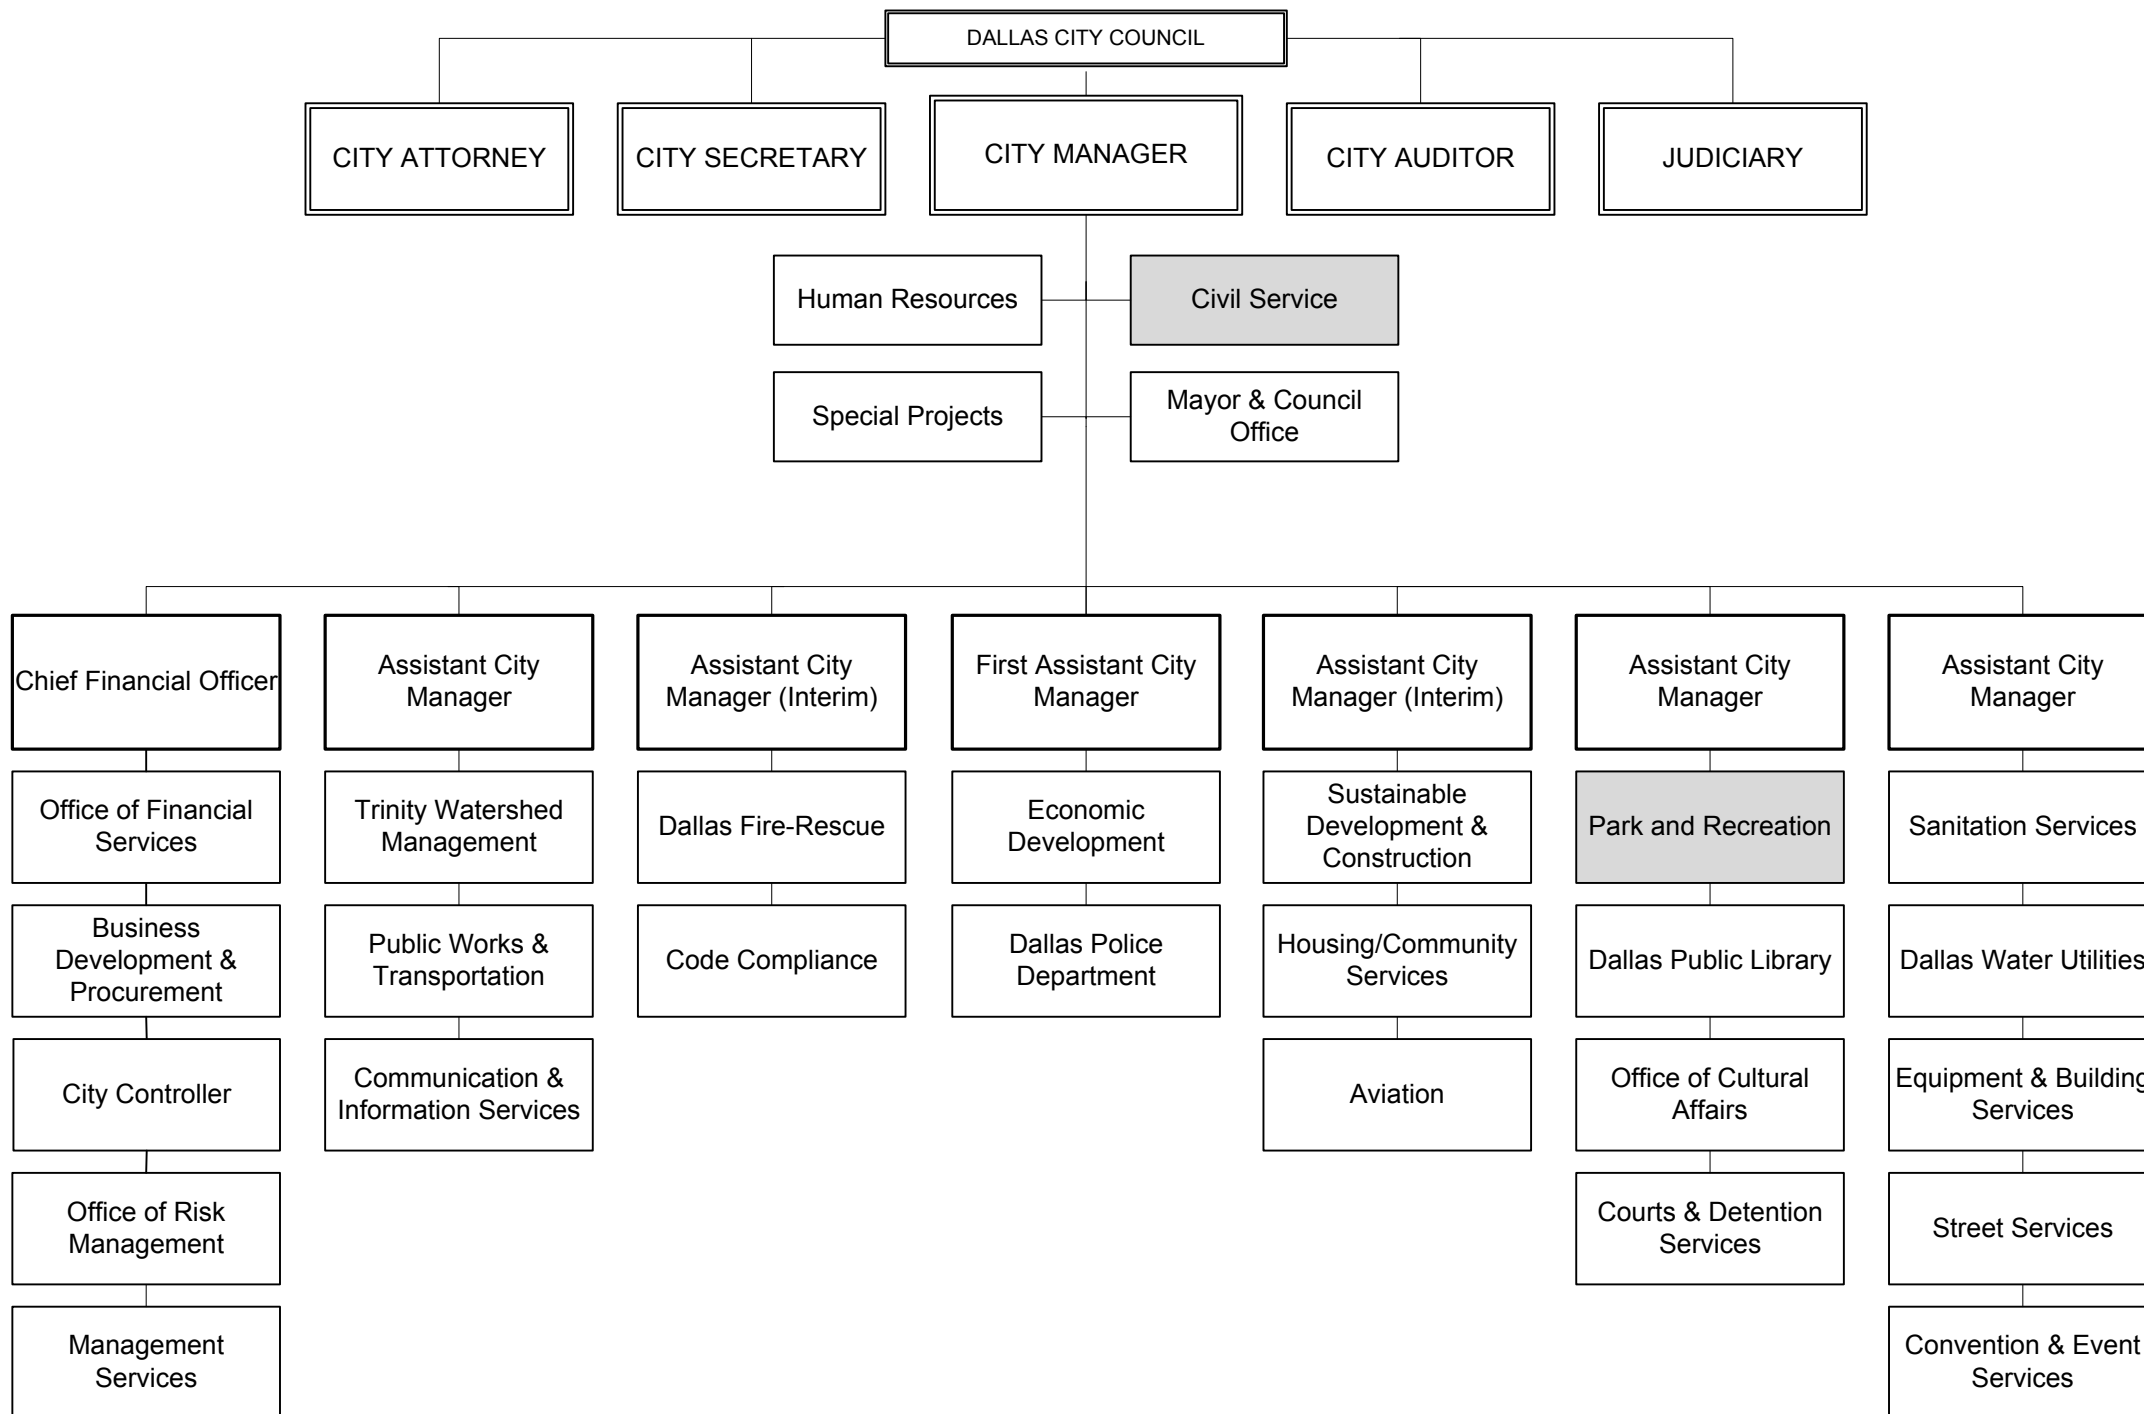 DALLAS CITY COUNCIL
CITY ATTORNEY
CITY SECRETARY
CITY MANAGER
CITY AUDITOR
JUDICIARY
Human Resources
Civil Service
Special Projects
Mayor & Council
Office
Chief Financial Officer
Assistant City
Manager
Assistant City
Manager (Interim)
First Assistant City
Manager
Assistant City
Manager (Interim)
Assistant City
Manager
Assistant City
Manager
Office of Financial
Services
Trinity Watershed
Management
Dallas Fire-Rescue
Economic
Development
Sustainable
Development &
Construction
Park and Recreation
Sanitation Services
Business
Development &
Procurement
Public Works &
Transportation
Code Compliance
Dallas Police
Department
Housing/Community
Services
Dallas Public Library
Dallas Water Utilities
City Controller
Communication &
Information Services
Aviation
Office of Cultural
Affairs
Equipment & Building
Services
Office of Risk
Management
Courts & Detention
Services
Street Services
Management
Services
Convention & Event
Services